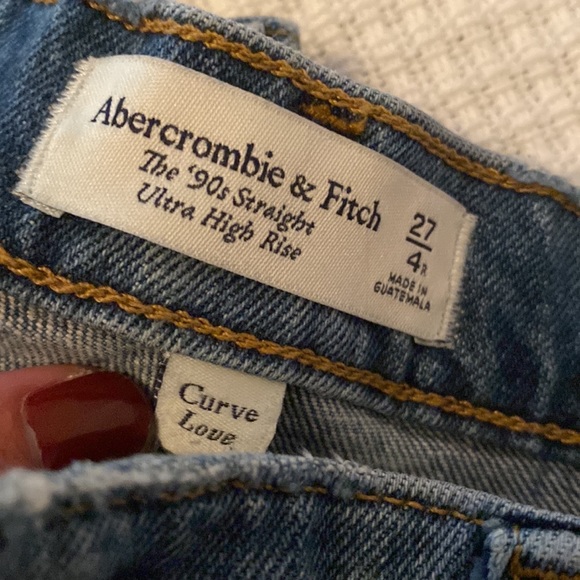 Abercrombie & Fitch
The '90s Straight
Ultra High Rise
27
4R
MADE IN
GUATEMALA
Curve
Love